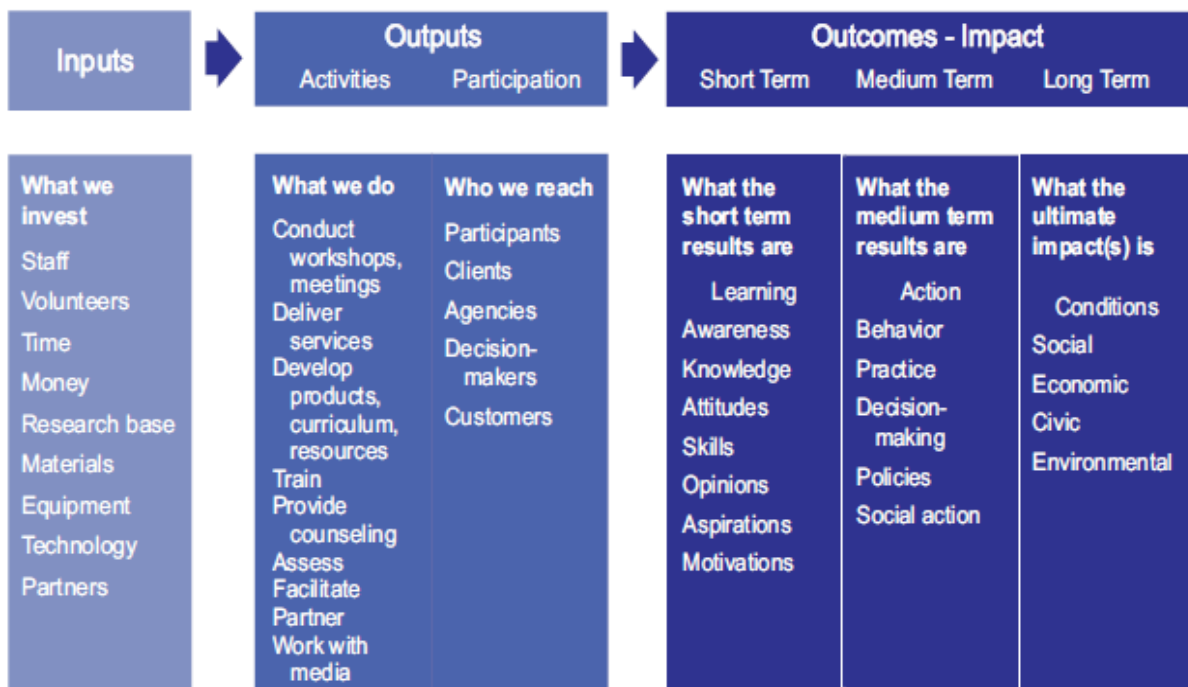 Inputs
Outputs
Activities Participation
Outcomes - Impact
Short Term Medium Term Long Term
What we
invest
Staff
Volunteers
Time
Money
Research base
Materials
Equipment
Technology
Partners
What we do
Conduct
workshops,
meetings
Deliver
services
Develop
products,
curriculum,
resources
Train
Provide
counseling
Assess
Facilitate
Partner
Work with
media
Who we reach
Participants
Clients
Agencies
Decision-
makers
Customers
What the
short term
results are
Learning
Awareness
Knowledge
Attitudes
Skills
Opinions
Aspirations
Motivations
What the
medium term
results are
Action
Behavior
Practice
Decision-
making
Policies
Social action
What the
ultimate
impact(s) is
Conditions
Social
Economic
Civic
Environmental